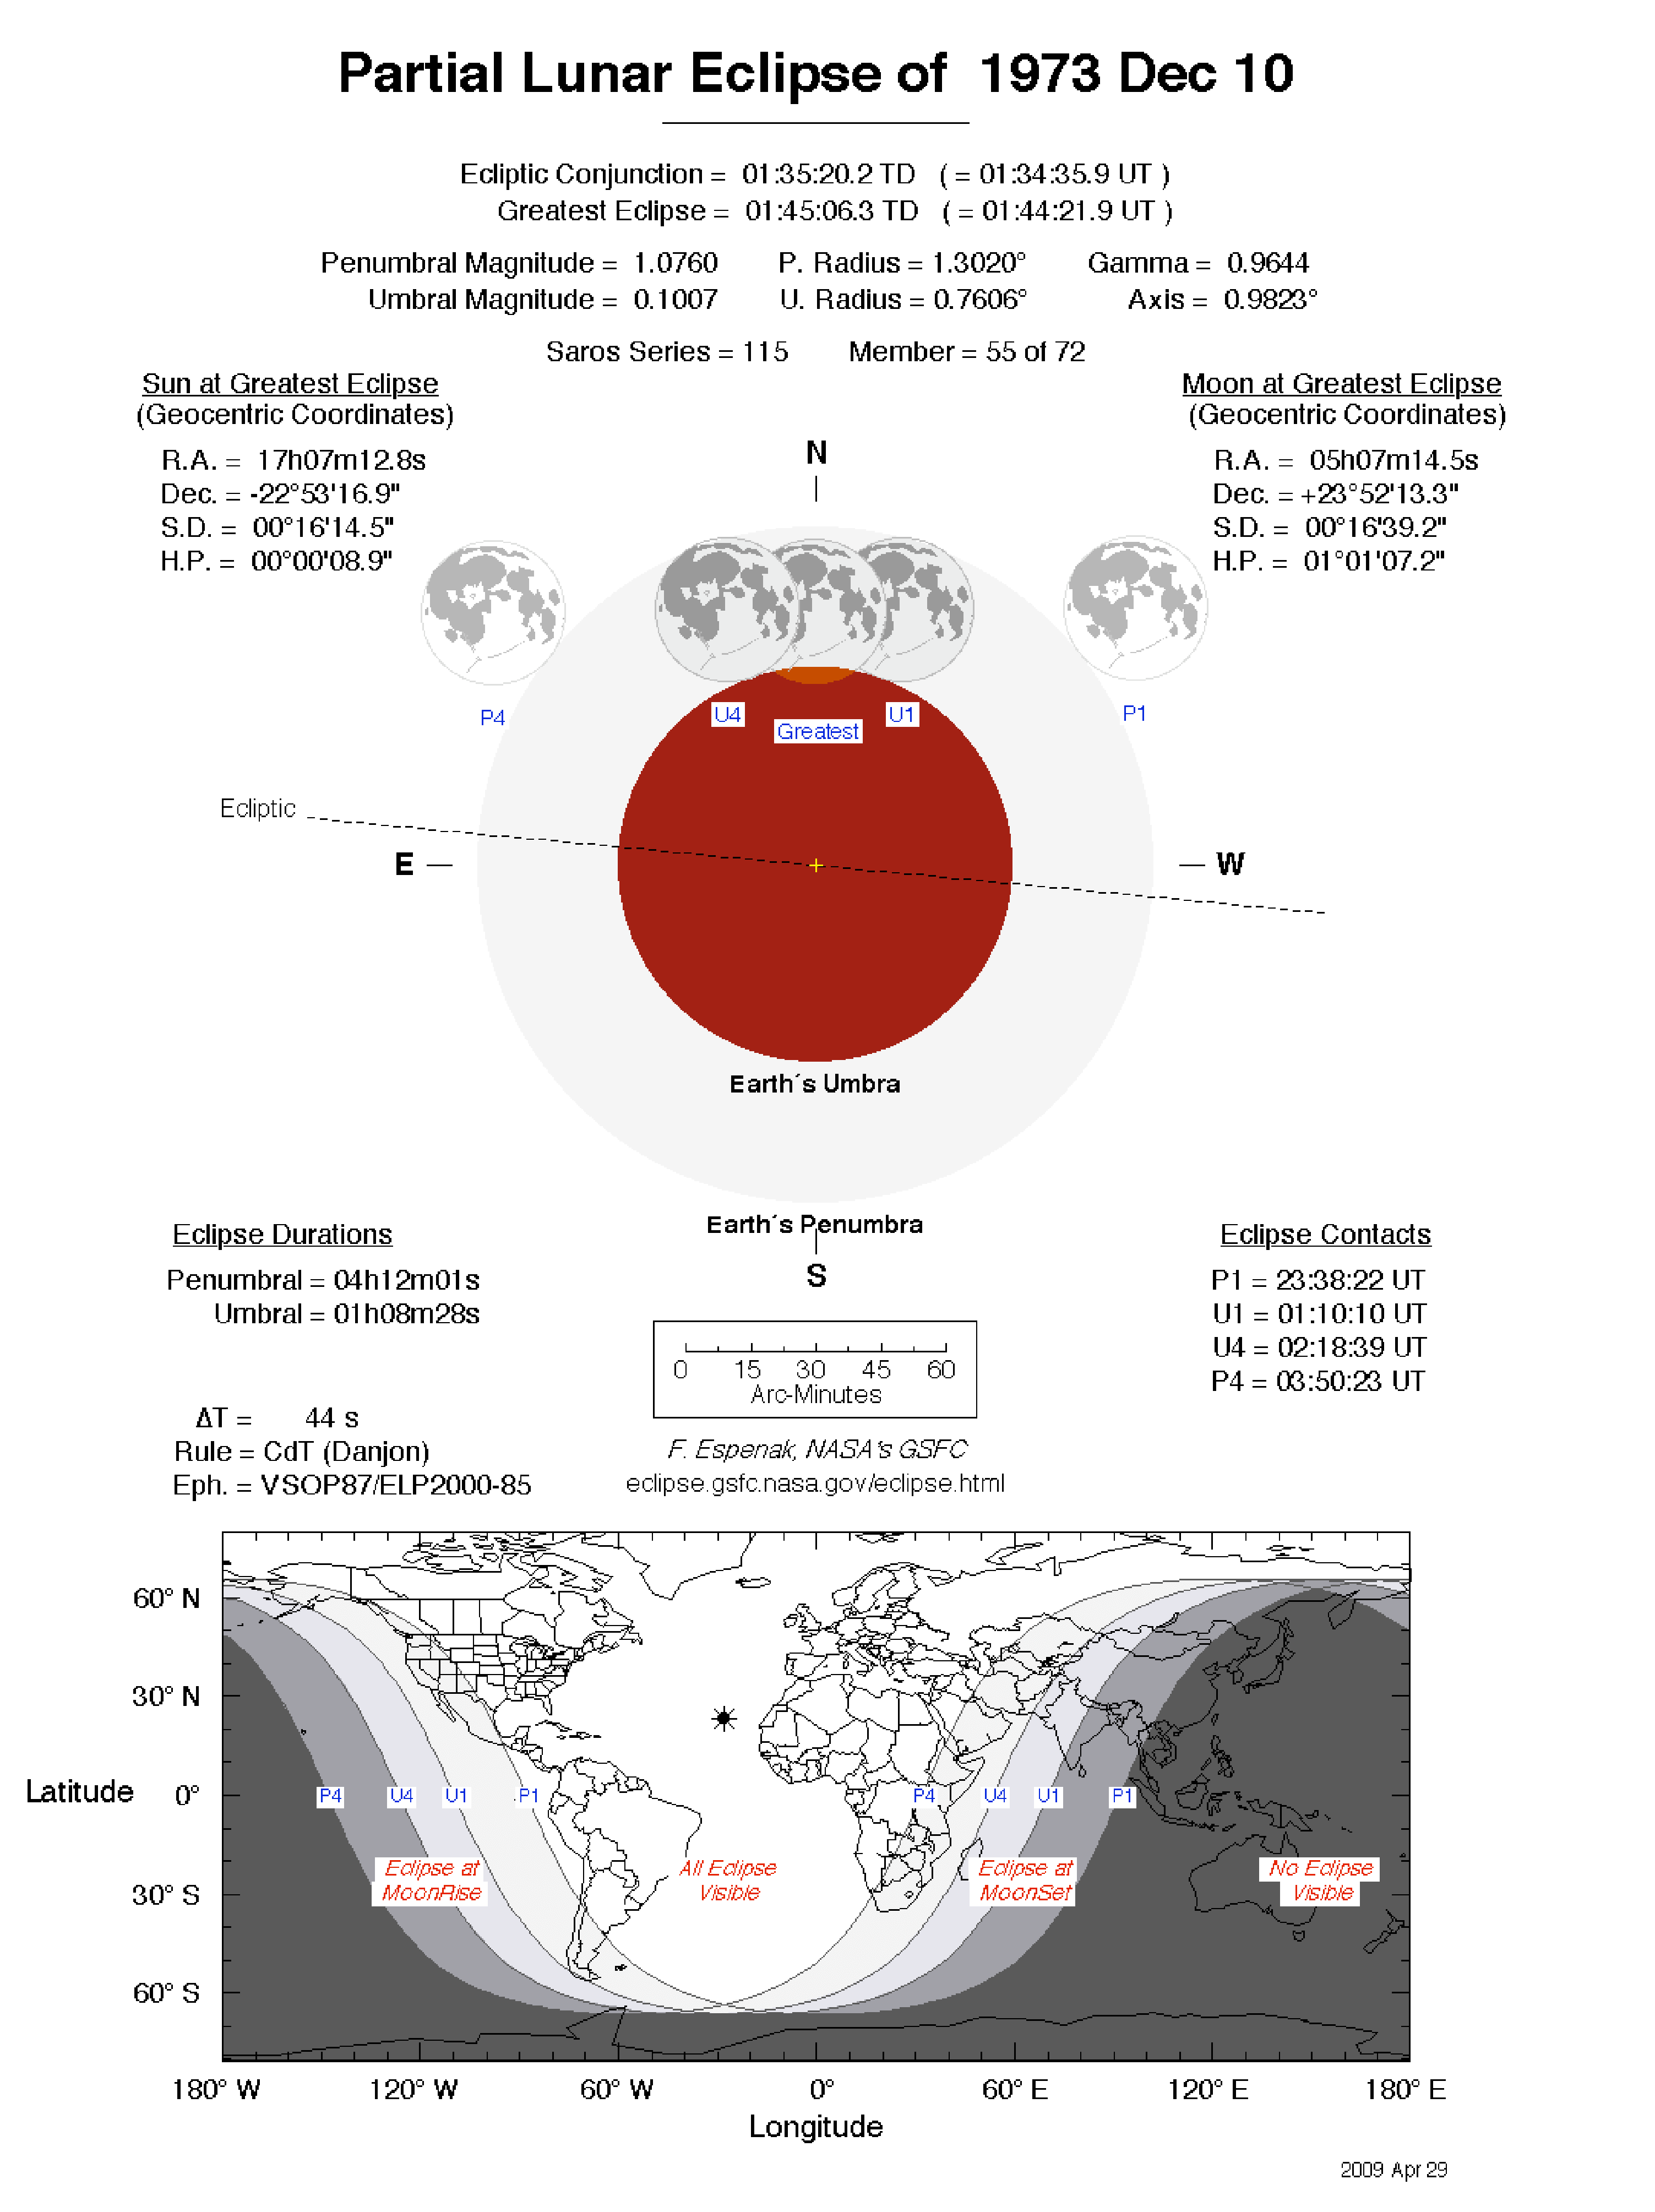 Partial Lunar Eclipse of 1973 Dec 10
Ecliptic Conjunction = 01:35:20.2 TD ( = 01:34:35.9 UT )
Greatest Eclipse = 01:45:06.3 TD ( = 01:44:21.9 UT )
Penumbral Magnitude = 1.0760 P. Radius = 1.3020° Gamma = 0.9644
Umbral Magnitude = 0.1007 U. Radius = 0.7606° Axis = 0.9823°
Saros Series = 115 Member = 55 of 72
Sun at Greatest Eclipse
(Geocentric Coordinates)
R.A. = 17h07m12.8s
Dec. = -22°53'16.9"
S.D. = 00°16'14.5"
H.P. = 00°00'08.9"
Moon at Greatest Eclipse
(Geocentric Coordinates)
R.A. = 05h07m14.5s
Dec. = +23°52'13.3"
S.D. = 00°16'39.2"
H.P. = 01°01'07.2"
N
P4
U4
Greatest
U1
P1
Ecliptic
E
W
Earth´s Umbra
Earth´s Penumbra
S
Eclipse Durations
Penumbral = 04h12m01s
Umbral = 01h08m28s
Eclipse Contacts
P1 = 23:38:22 UT
U1 = 01:10:10 UT
U4 = 02:18:39 UT
P4 = 03:50:23 UT
0 15 30 45 60
Arc-Minutes
ΔT = 44 s
Rule = CdT (Danjon)
Eph. = VSOP87/ELP2000-85
F. Espenak, NASA's GSFC
eclipse.gsfc.nasa.gov/eclipse.html
60° N
30° N
Latitude 0°
30° S
60° S
P4 U4 U1 P1 P4 U4 U1 P1
Eclipse at
MoonRise
All Eclipse
Visible
Eclipse at
MoonSet
No Eclipse
Visible
180° W 120° W 60° W 0° 60° E 120° E 180° E
Longitude
2009 Apr 29